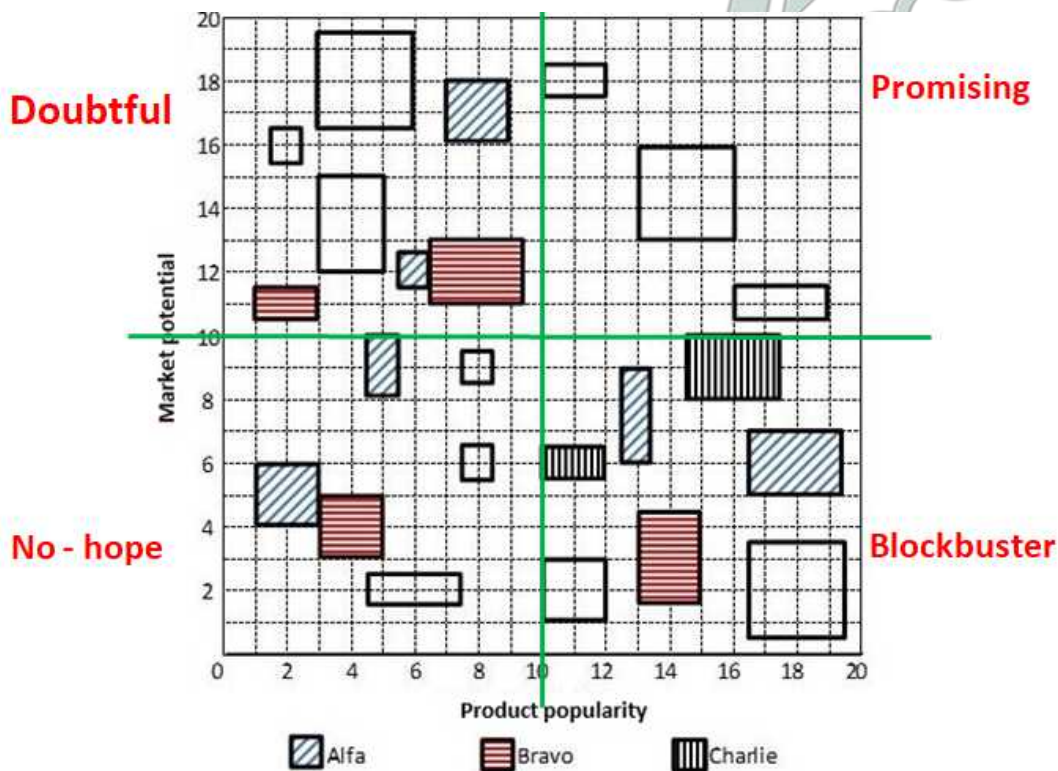 20
18
16
14
12
10
8
6
4
2
0
2
4
6
8
10
12
14
16
18
20
Doubtful
Promising
Market potential
No - hope
Blockbuster
Product popularity
Alfa
Bravo
Charlie